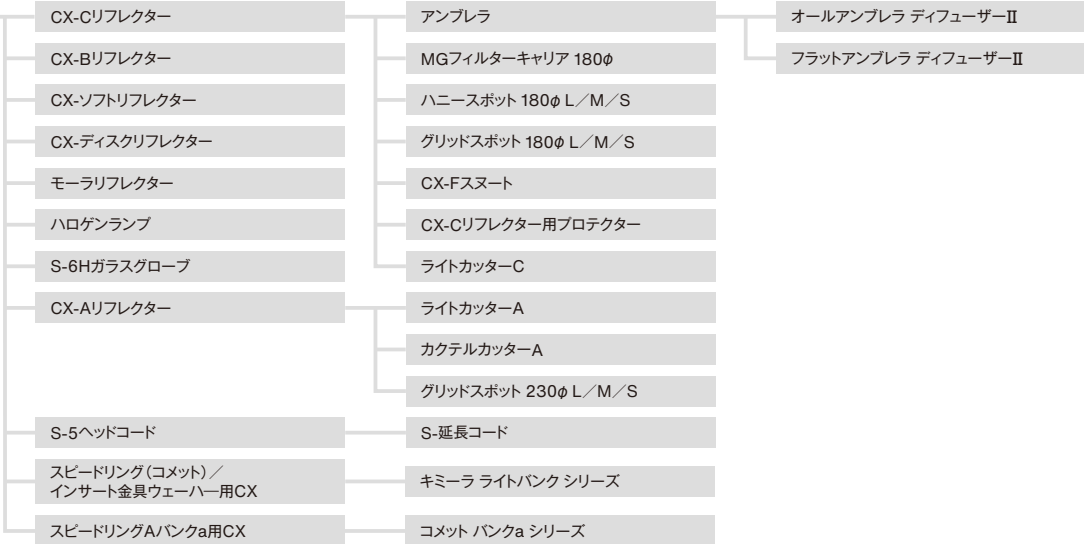 CX-Cリフレクター
アンブレラ
オールアンブレラ ディフューザーⅡ
CX-Bリフレクター
MGフィルターキャリア 180φ
フラットアンブレラ ディフューザーⅡ
CX-ソフトリフレクター
ハニースポット 180φ L／M／S
CX-ディスクリフレクター
グリッドスポット 180φ L／M／S
モーラリフレクター
CX-Fスヌート
ハロゲンランプ
CX-Cリフレクター用プロテクター
S-6Hガラスグローブ
ライトカッターC
CX-Aリフレクター
ライトカッターA
カクテルカッターA
グリッドスポット 230φ L／M／S
S-5ヘッドコード
S-延長コード
スピードリング（コメット）／
インサート金具ウェーハ―用CX
キミーラ ライトバンク シリーズ
スピードリングAバンクa用CX
コメット バンクa シリーズ